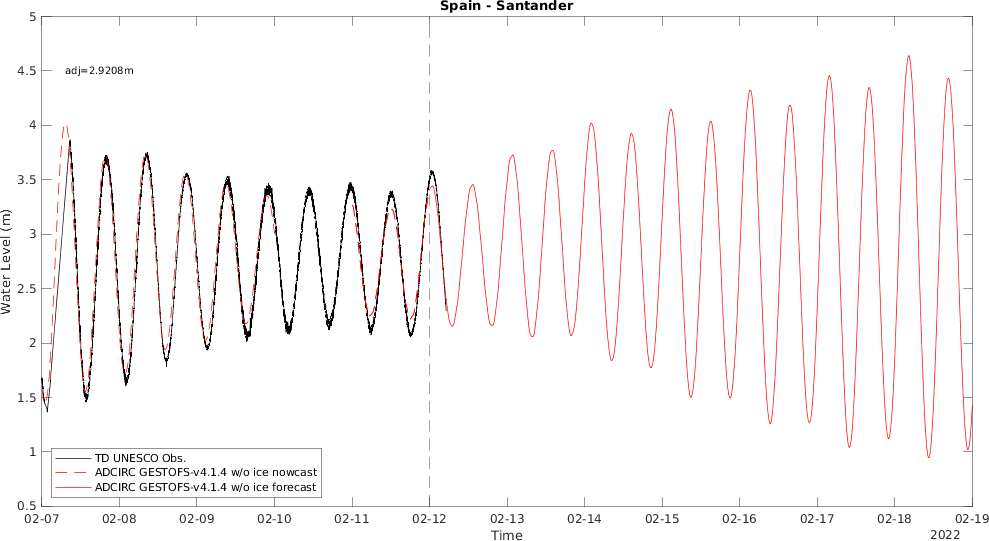 Spain - Santander
5
4.5
4
3.5
3
2.5
2
1.5
1
0.5
Water Level (m)
adj=2.9208m
TD UNESCO Obs.
ADCIRC GESTOFS-v4.1.4 w/o ice nowcast
ADCIRC GESTOFS-v4.1.4 w/o ice forecast
02-07 02-08 02-09 02-10 02-11 02-12 02-13 02-14 02-15 02-16 02-17 02-18 02-19
Time
2022